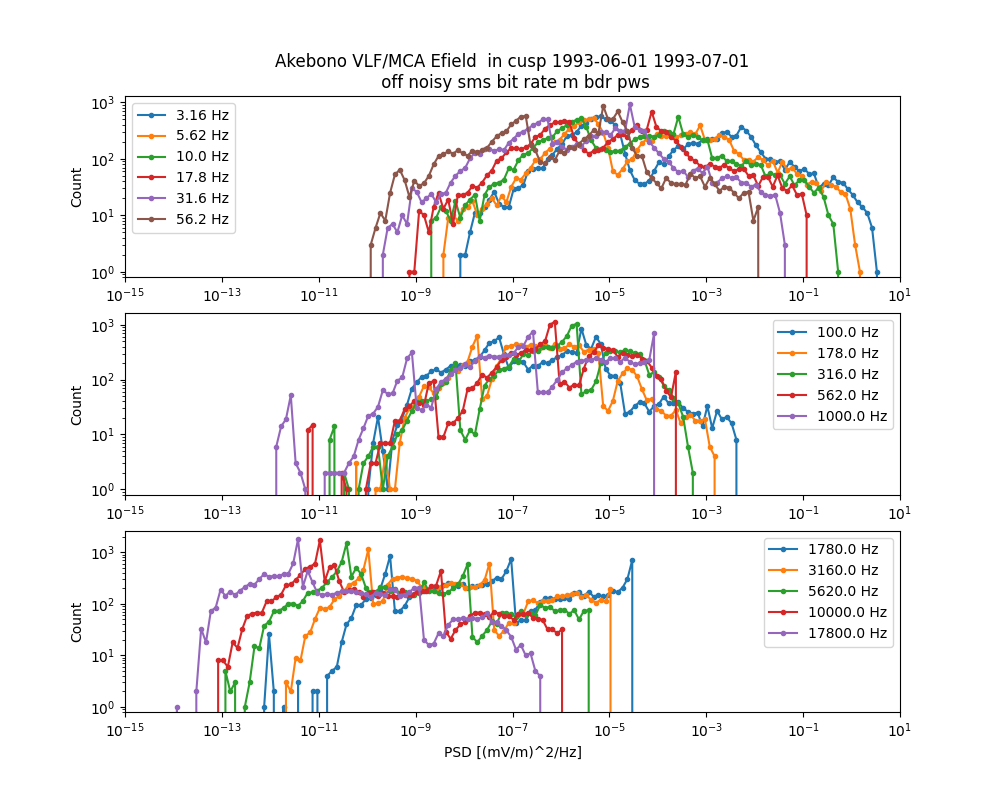 Akebono VLF/MCA Efield  in cusp 1993-06-01 1993-07-01
off noisy sms bit rate m bdr pws
Count
10^3
10^2
10^1
10^0
3.16 Hz
5.62 Hz
10.0 Hz
17.8 Hz
31.6 Hz
56.2 Hz
10^-15 10^-13 10^-11 10^-9 10^-7 10^-5 10^-3 10^-1 10^1
Count
10^3
10^2
10^1
10^0
100.0 Hz
178.0 Hz
316.0 Hz
562.0 Hz
1000.0 Hz
10^-15 10^-13 10^-11 10^-9 10^-7 10^-5 10^-3 10^-1 10^1
Count
10^3
10^2
10^1
10^0
1780.0 Hz
3160.0 Hz
5620.0 Hz
10000.0 Hz
17800.0 Hz
10^-15 10^-13 10^-11 10^-9 10^-7 10^-5 10^-3 10^-1 10^1
PSD [(mV/m)^2/Hz]